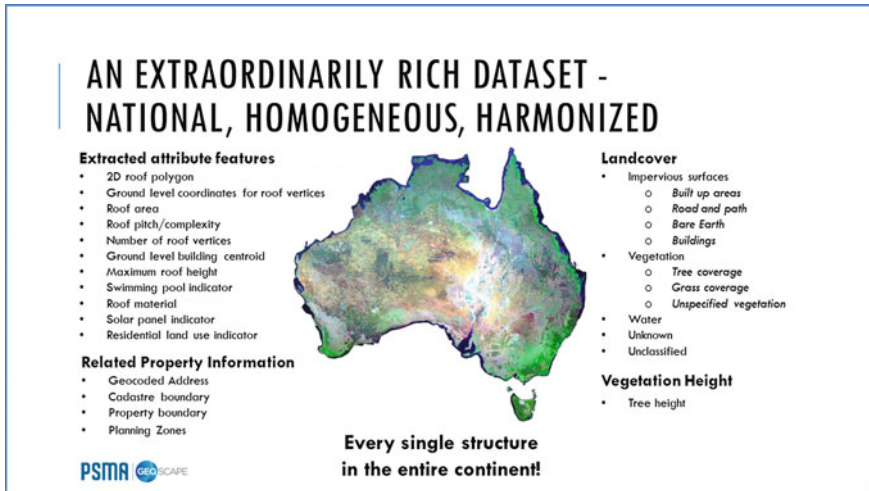 AN EXTRAORDINARILY RICH DATASET -
NATIONAL, HOMOGENEOUS, HARMONIZED
Extracted attribute features
• 2D roof polygon
• Ground level coordinates for roof vertices
• Roof area
• Roof pitch/complexity
• Number of roof vertices
• Ground level building centroid
• Maximum roof height
• Swimming pool indicator
• Roof material
• Solar panel indicator
• Residential land use indicator
Related Property Information
• Geocoded Address
• Cadastre boundary
• Property boundary
• Planning Zones
Landcover
• Impervious surfaces
o Built up areas
o Road and path
o Bare Earth
o Buildings
• Vegetation
o Tree coverage
o Grass coverage
o Unspecified vegetation
• Water
• Unknown
• Unclassified
Vegetation Height
• Tree height
Every single structure
in the entire continent!
PSMA GEOSCAPE